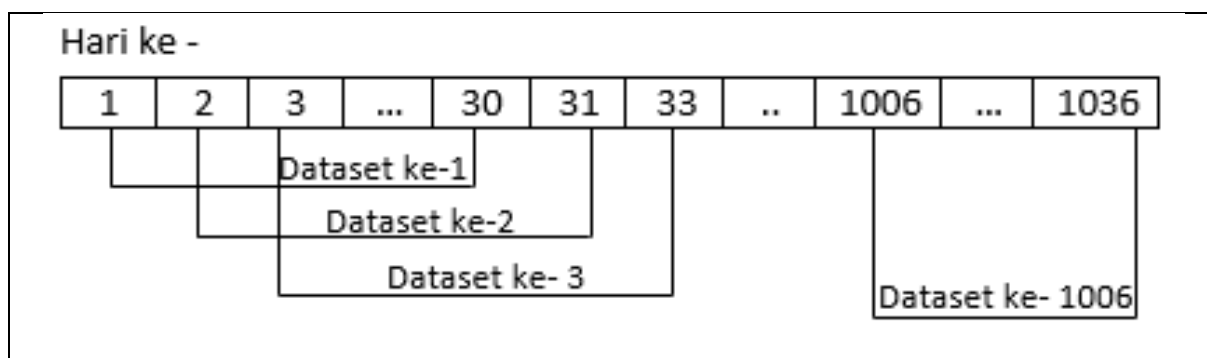 Hari ke -
1 2 3 ... 30 31 33 .. 1006 ... 1036
Dataset ke-1
Dataset ke-2
Dataset ke- 3
Dataset ke- 1006